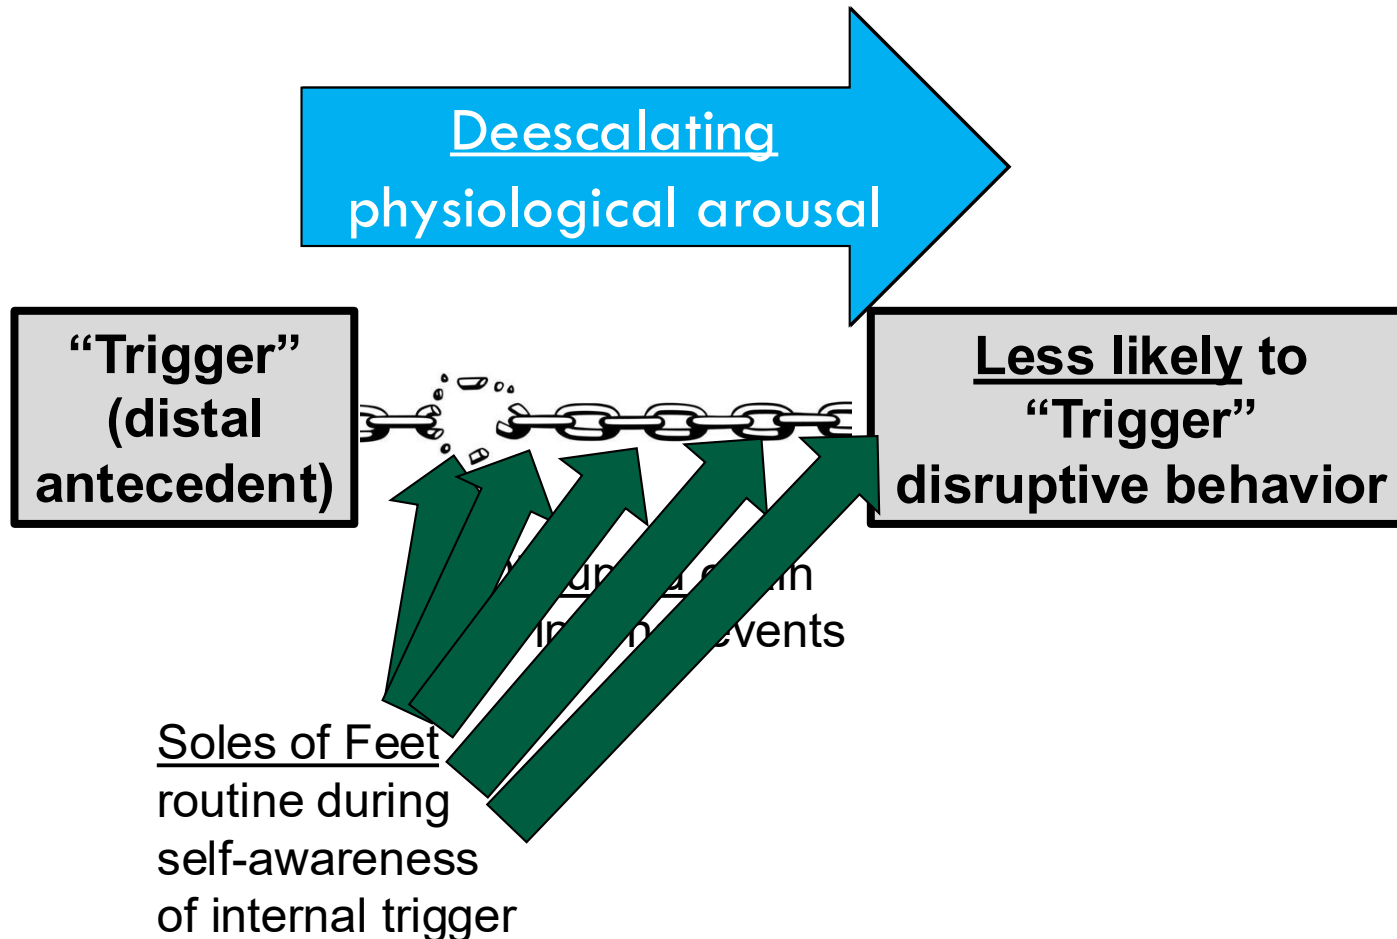 Deescalating
physiological arousal
“Trigger”
(distal
antecedent)
Less likely to
“Trigger”
disruptive behavior
events
Soles of Feet
routine during
self-awareness
of internal trigger